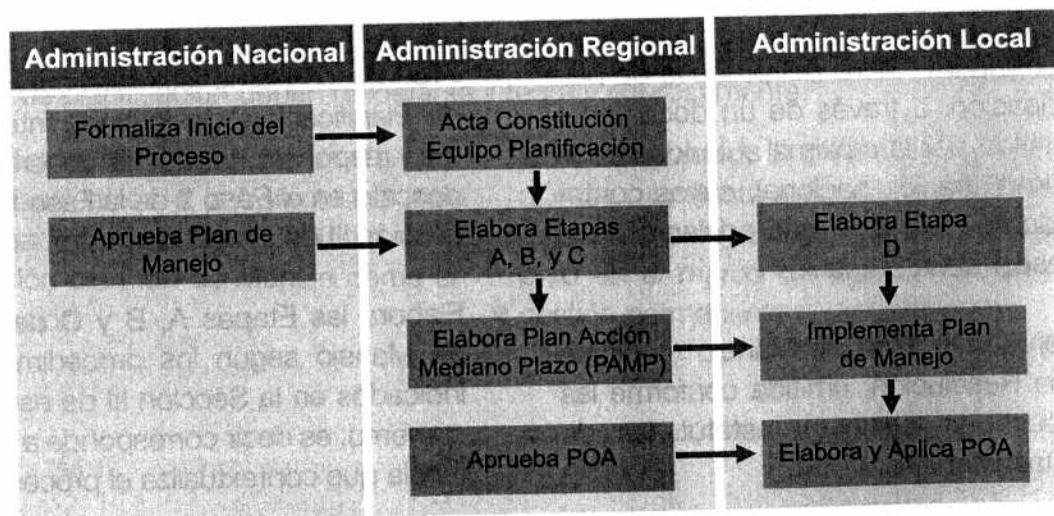 Administración Nacional
Administración Regional
Administración Local
Formaliza Inicio del
Proceso
Acta Constitución
Equipo Planificación
Aprueba Plan de
Manejo
Elabora Etapas
A, B, y C
Elabora Etapa
D
Elabora Plan Acción
Mediano Plazo (PAMP)
Implementa Plan
de Manejo
Aprueba POA
Elabora y Aplica POA